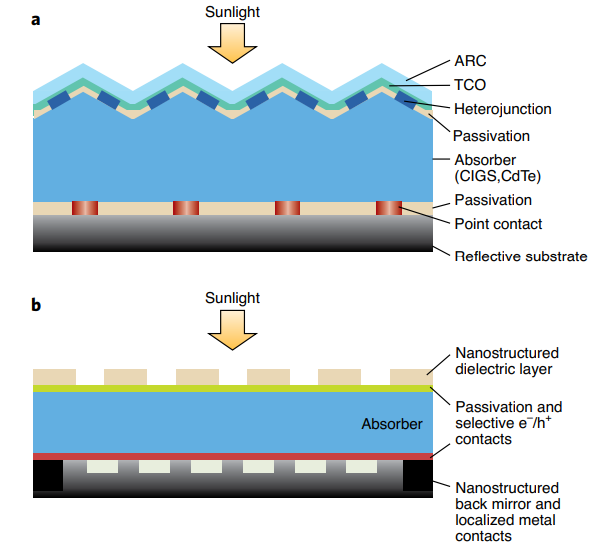 a
Sunlight
ARC
TCO
Heterojunction
Passivation
Absorber
(CIGS,CdTe)
Passivation
Point contact
Reflective substrate
b
Sunlight
Nanostructured
dielectric layer
Absorber
Passivation and
selective e⁻/h⁺
contacts
Nanostructured
back mirror and
localized metal
contacts